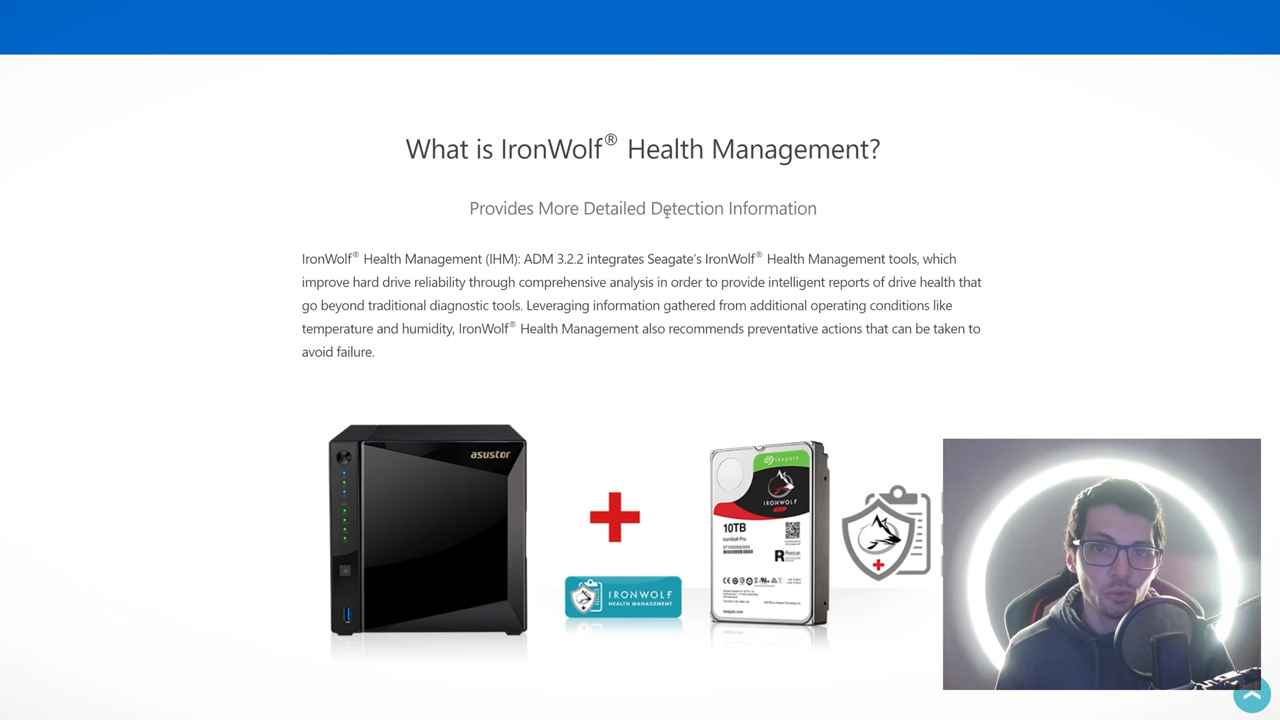 What is IronWolf® Health Management?
Provides More Detailed Detection Information
IronWolf® Health Management (IHM): ADM 3.2.2 integrates Seagate's IronWolf® Health Management tools, which
improve hard drive reliability through comprehensive analysis in order to provide intelligent reports of drive health that
go beyond traditional diagnostic tools. Leveraging information gathered from additional operating conditions like
temperature and humidity, IronWolf® Health Management also recommends preventative actions that can be taken to
avoid failure.
asustor
SEAGATE
IRONWOLF
10TB
IronWolf Pro
Rescue
IRONWOLF
HEALTH MANAGEMENT